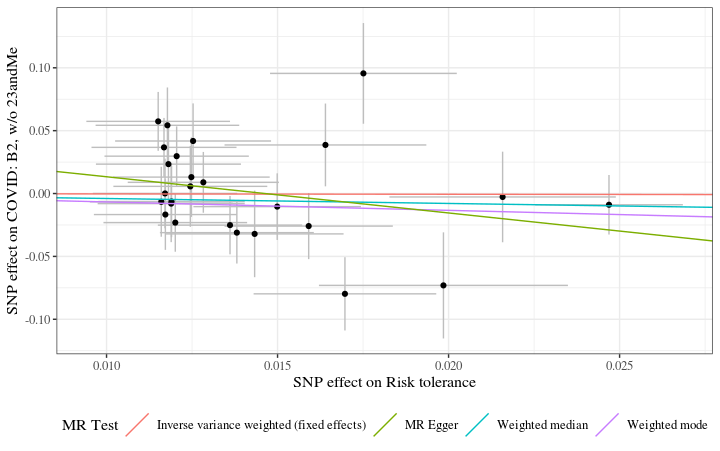 SNP effect on COVID: B2, w/o 23andMe
0.10
0.05
0.00
-0.05
-0.10
0.010
0.015
0.020
0.025
SNP effect on Risk tolerance
MR Test
Inverse variance weighted (fixed effects)
MR Egger
Weighted median
Weighted mode